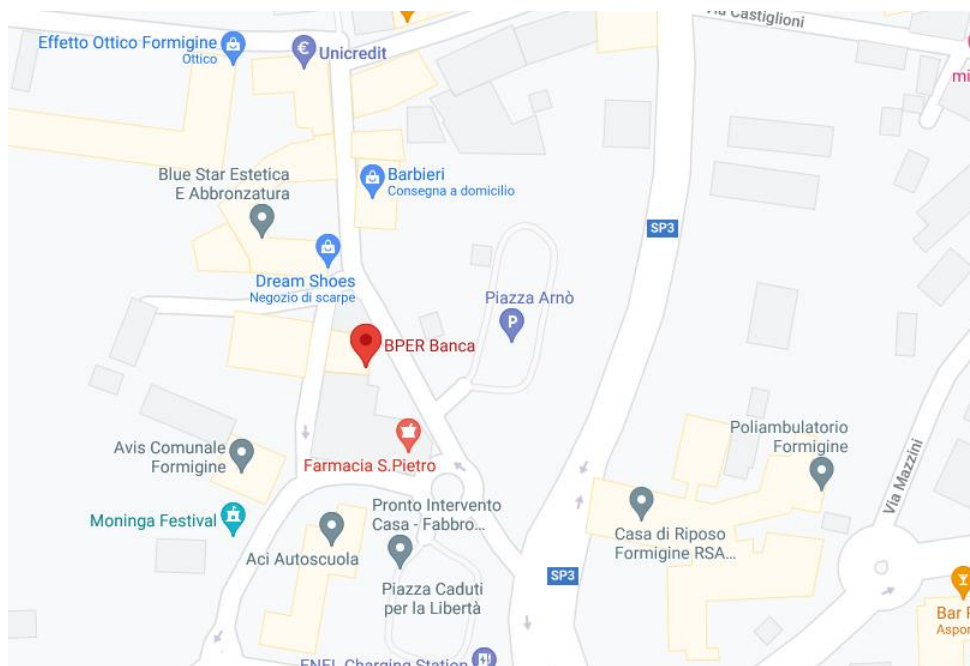 Via Castiglioni
Effetto Ottico Formigine
Ottico
€
Unicredit
mi
Blue Star Estetica
E Abbronzatura
Barbieri
Consegna a domicilio
SP3
Dream Shoes
Negozio di scarpe
Piazza Arnò
P
BPER Banca
Avis Comunale
Formigine
Farmacia S.Pietro
Poliambulatorio
Formigine
Via Mazzini
Moninga Festival
Pronto Intervento
Casa - Fabbro...
Aci Autoscuola
Casa di Riposo
Formigine RSA...
SP3
Piazza Caduti
per la Libertà
Bar
Aspor
ENEL Charging Station